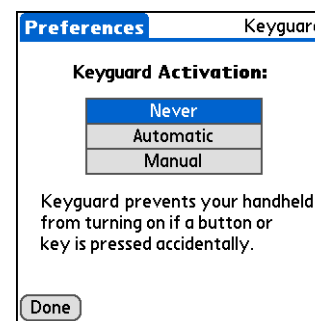 Preferences Keyguar
Keyguard Activation:
Never
Automatic
Manual
Keyguard prevents your handheld
from turning on if a button or
key is pressed accidentally.
Done